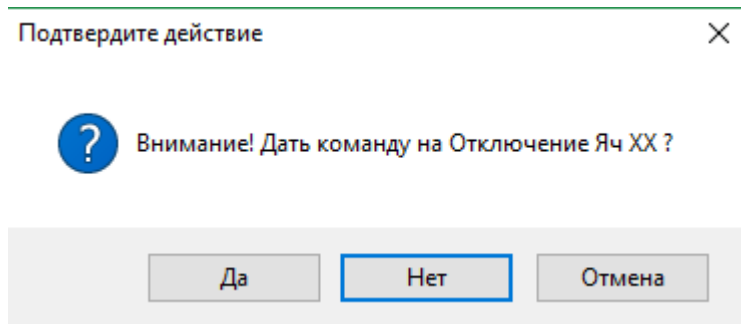 Подтвердите действие
Внимание! Дать команду на Отключение Яч XX ?
Да
Нет
Отмена